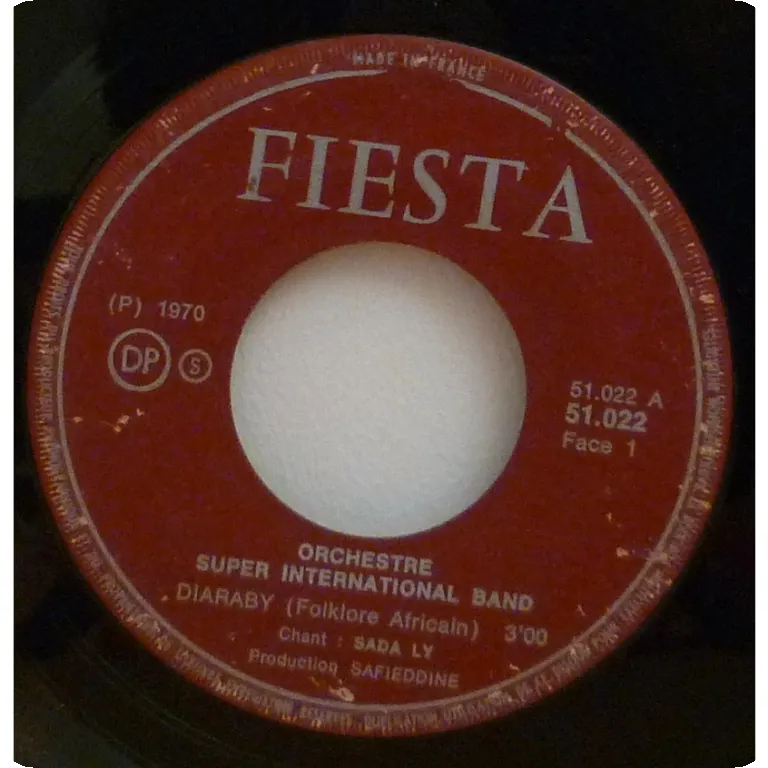 MADE IN FRANCE
FIESTA
(P) 1970
DP S
51.022 A
51.022
Face 1
ORCHESTRE
SUPER INTERNATIONAL BAND
DIARABY (Folklore Africain) 3'00
Chant : SADA LY
Production SAFIEDDINE